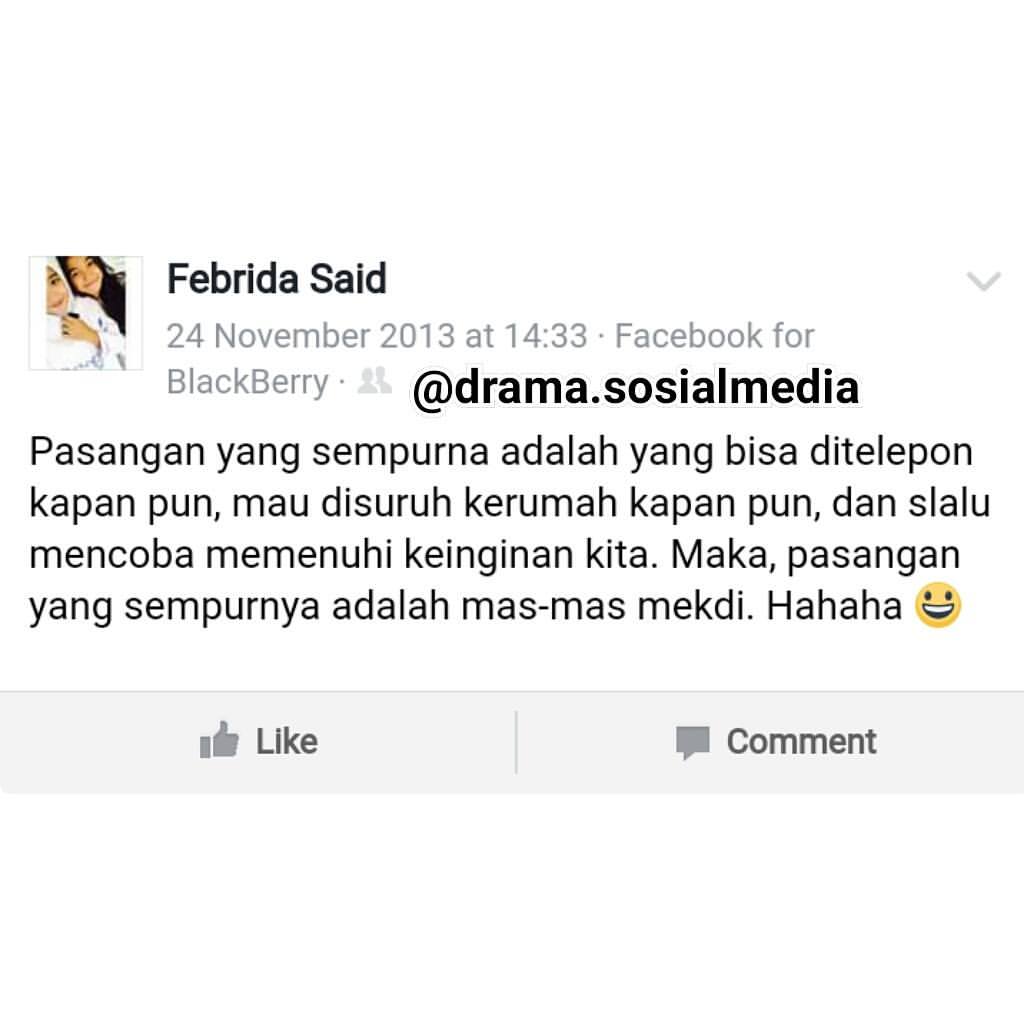 Febrida Said
24 November 2013 at 14:33 · Facebook for
BlackBerry ·
@drama.sosialmedia
Pasangan yang sempurna adalah yang bisa ditelepon
kapan pun, mau disuruh kerumah kapan pun, dan slalu
mencoba memenuhi keinginan kita. Maka, pasangan
yang sempurnya adalah mas-mas mekdi. Hahaha 😀
Like
Comment